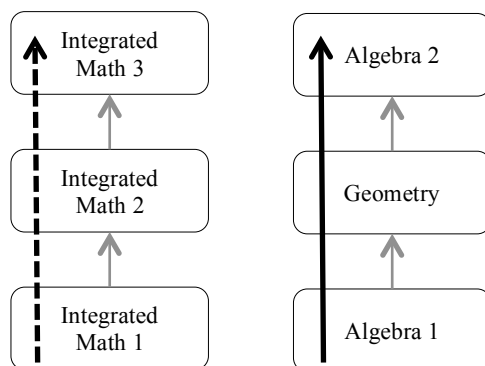 Integrated
Math 3
Algebra 2
Integrated
Math 2
Geometry
Integrated
Math 1
Algebra 1